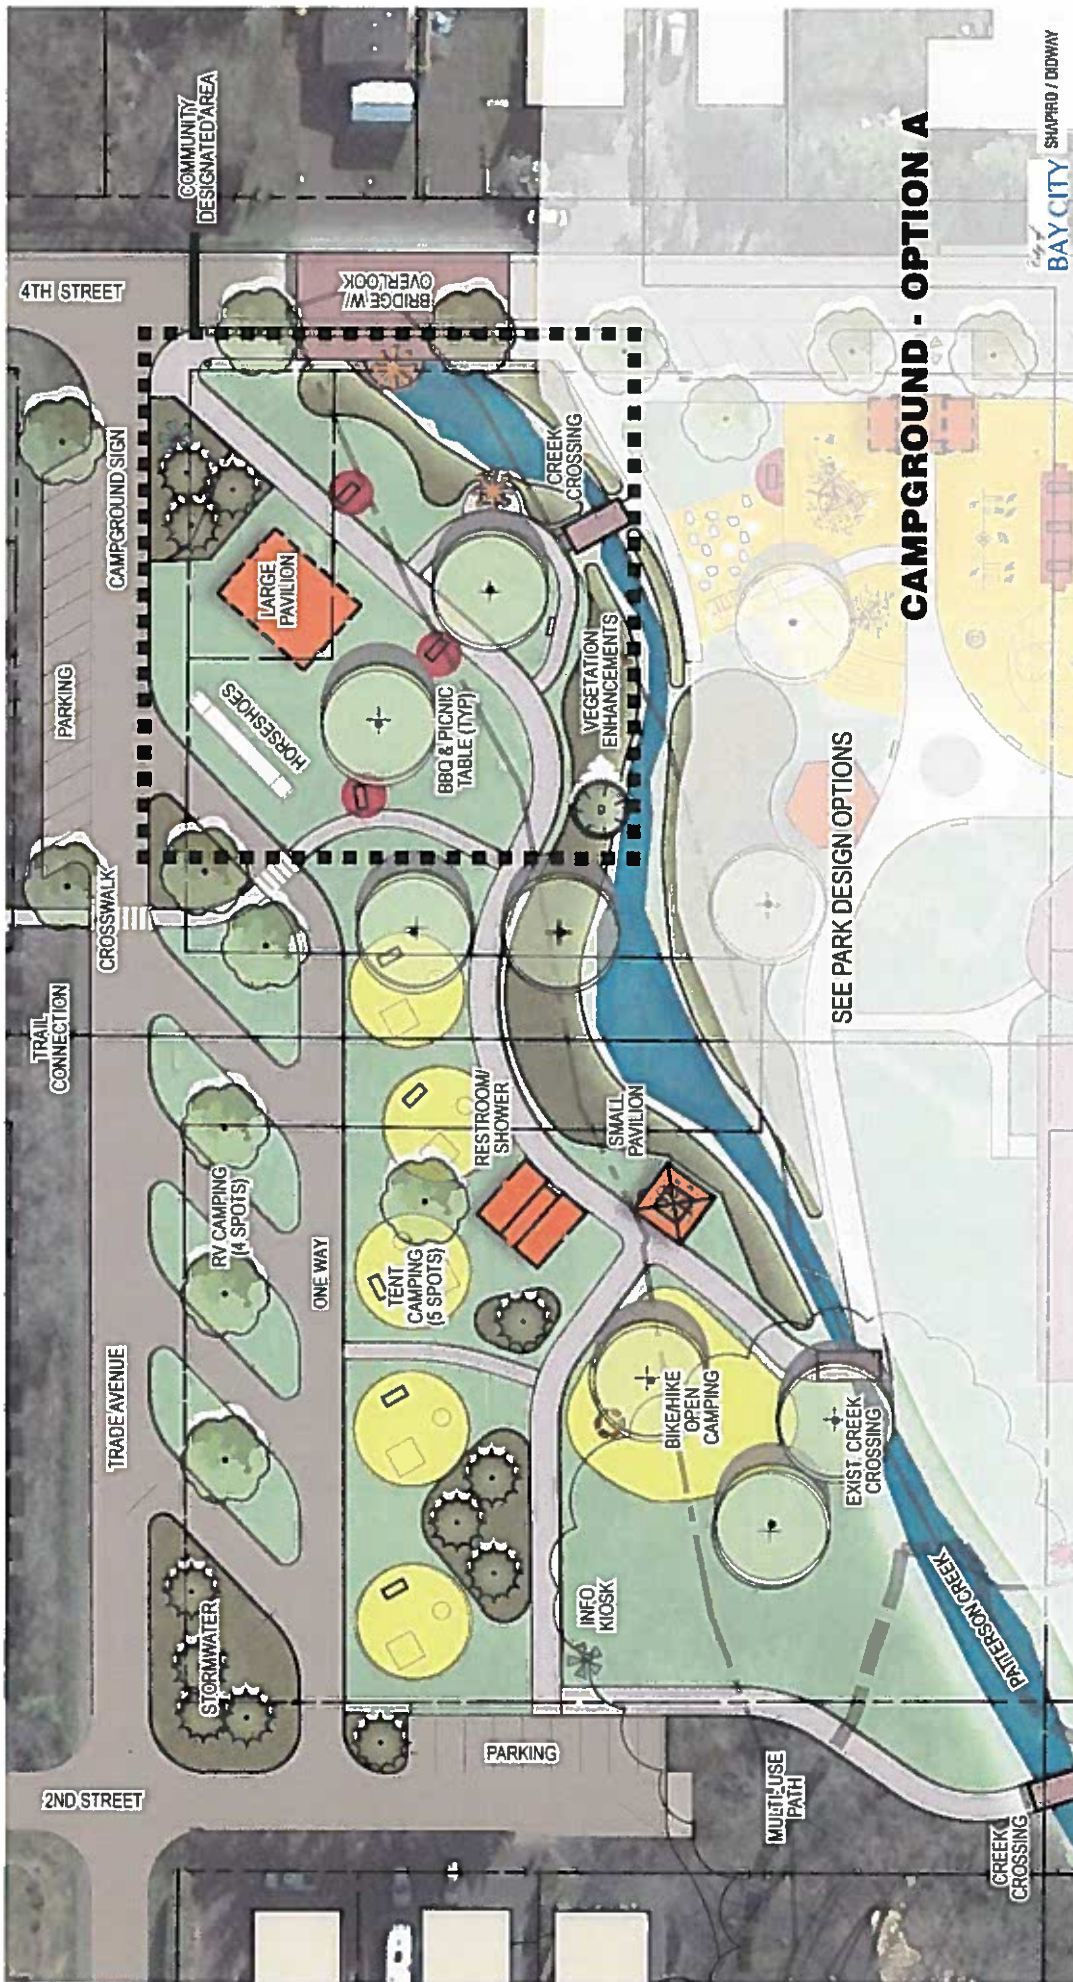 4TH STREET
COMMUNITY
DESIGNATED AREA
BRIDGE W/
OVERLOOK
CAMPGROUND SIGN
PARKING
LARGE
PAVILION
CREEK
CROSSING
HORSESHOES
BBQ & PICNIC
TABLE (TYP)
VEGETATION
ENHANCEMENTS
CROSSWALK
TRAIL
CONNECTION
RESTROOM/
SHOWER
SMALL
PAVILION
SEE PARK DESIGN OPTIONS
RV CAMPING
(4 SPOTS)
ONE WAY
TENT
CAMPING
(5 SPOTS)
TRADE AVENUE
BIKE/HIKE
OPEN
CAMPING
EXIST. CREEK
CROSSING
STORMWATER
INFO
KIOSK
PATTERSON CREEK
2ND STREET
PARKING
MULTI-USE
PATH
CREEK
CROSSING
CAMPGROUND - OPTION A
City of
BAY CITY
SHAPIRO / DIDWAY